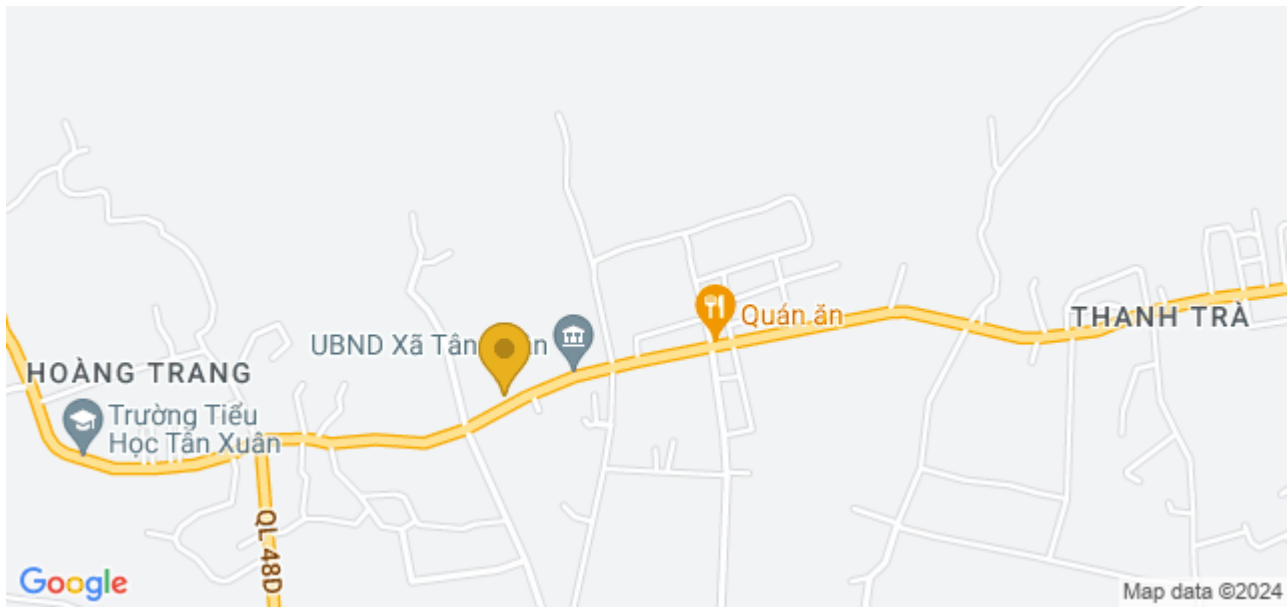 Quán ăn
THANH TRÀ
UBND Xã Tân
HOÀNG TRANG
Trường Tiểu
Học Tân Xuân
QL.48D
Google
Map data ©2024